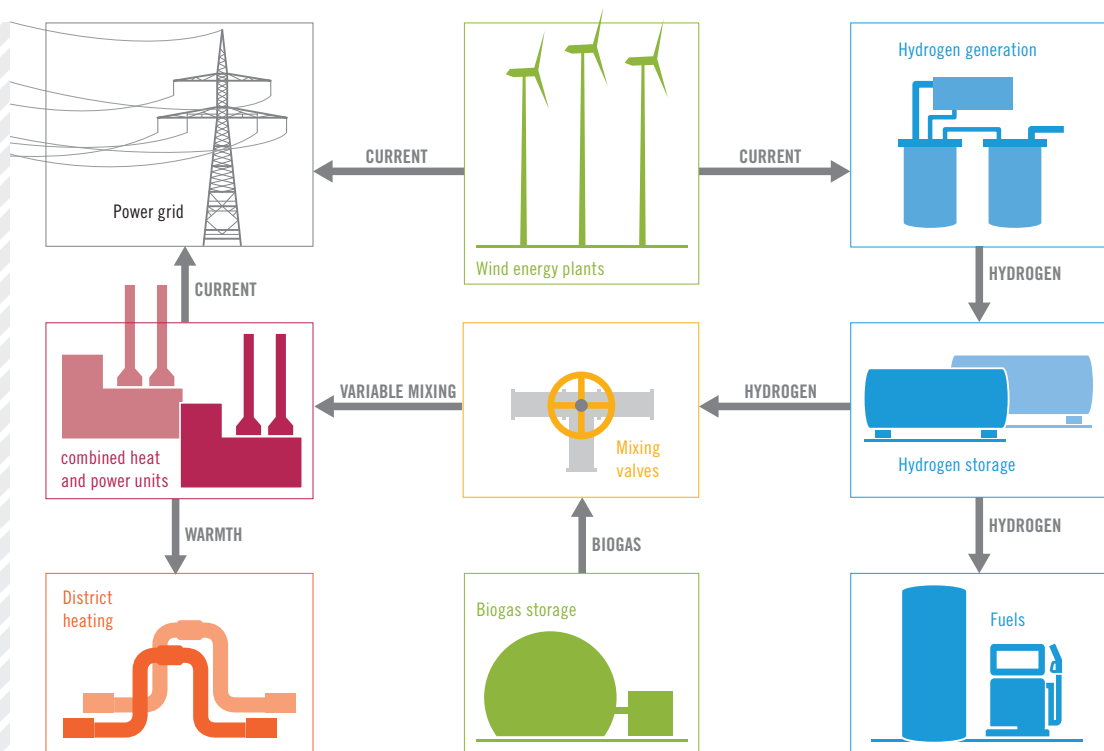 Hydrogen generation
CURRENT
CURRENT
Power grid
Wind energy plants
CURRENT
HYDROGEN
VARIABLE MIXING
HYDROGEN
Mixing
valves
combined heat
and power units
Hydrogen storage
WARMTH
BIOGAS
HYDROGEN
District
heating
Biogas storage
Fuels